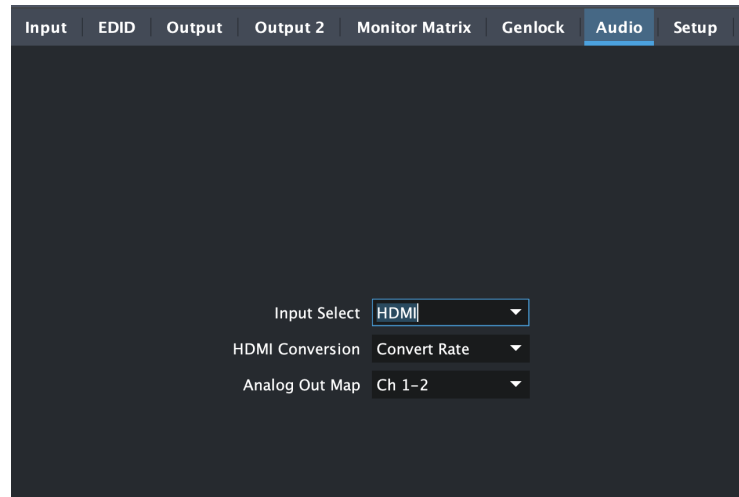 Input EDID Output Output 2 Monitor Matrix Genlock Audio Setup
Input Select HDMI
HDMI Conversion Convert Rate
Analog Out Map Ch 1-2